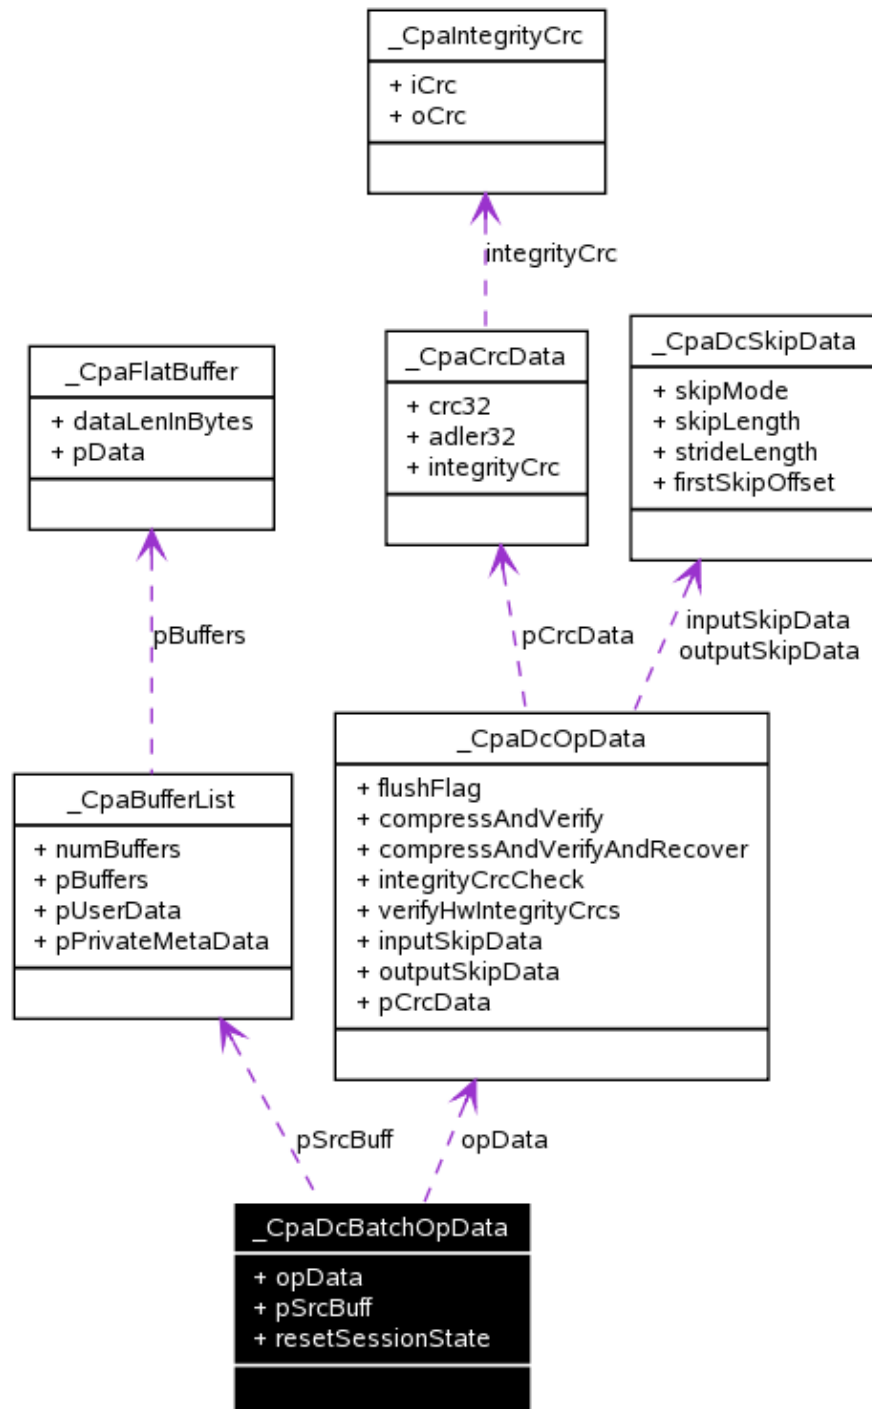 _CpaIntegrityCrc
+ iCrc
+ oCrc
integrityCrc
_CpaFlatBuffer
+ dataLenInBytes
+ pData
_CpaCrcData
+ crc32
+ adler32
+ integrityCrc
_CpaDcSkipData
+ skipMode
+ skipLength
+ strideLength
+ firstSkipOffset
pBuffers
pCrcData
inputSkipData
outputSkipData
_CpaBufferList
+ numBuffers
+ pBuffers
+ pUserData
+ pPrivateMetaData
_CpaDcOpData
+ flushFlag
+ compressAndVerify
+ compressAndVerifyAndRecover
+ integrityCrcCheck
+ verifyHwIntegrityCrcs
+ inputSkipData
+ outputSkipData
+ pCrcData
pSrcBuff
opData
_CpaDcBatchOpData
+ opData
+ pSrcBuff
+ resetSessionState